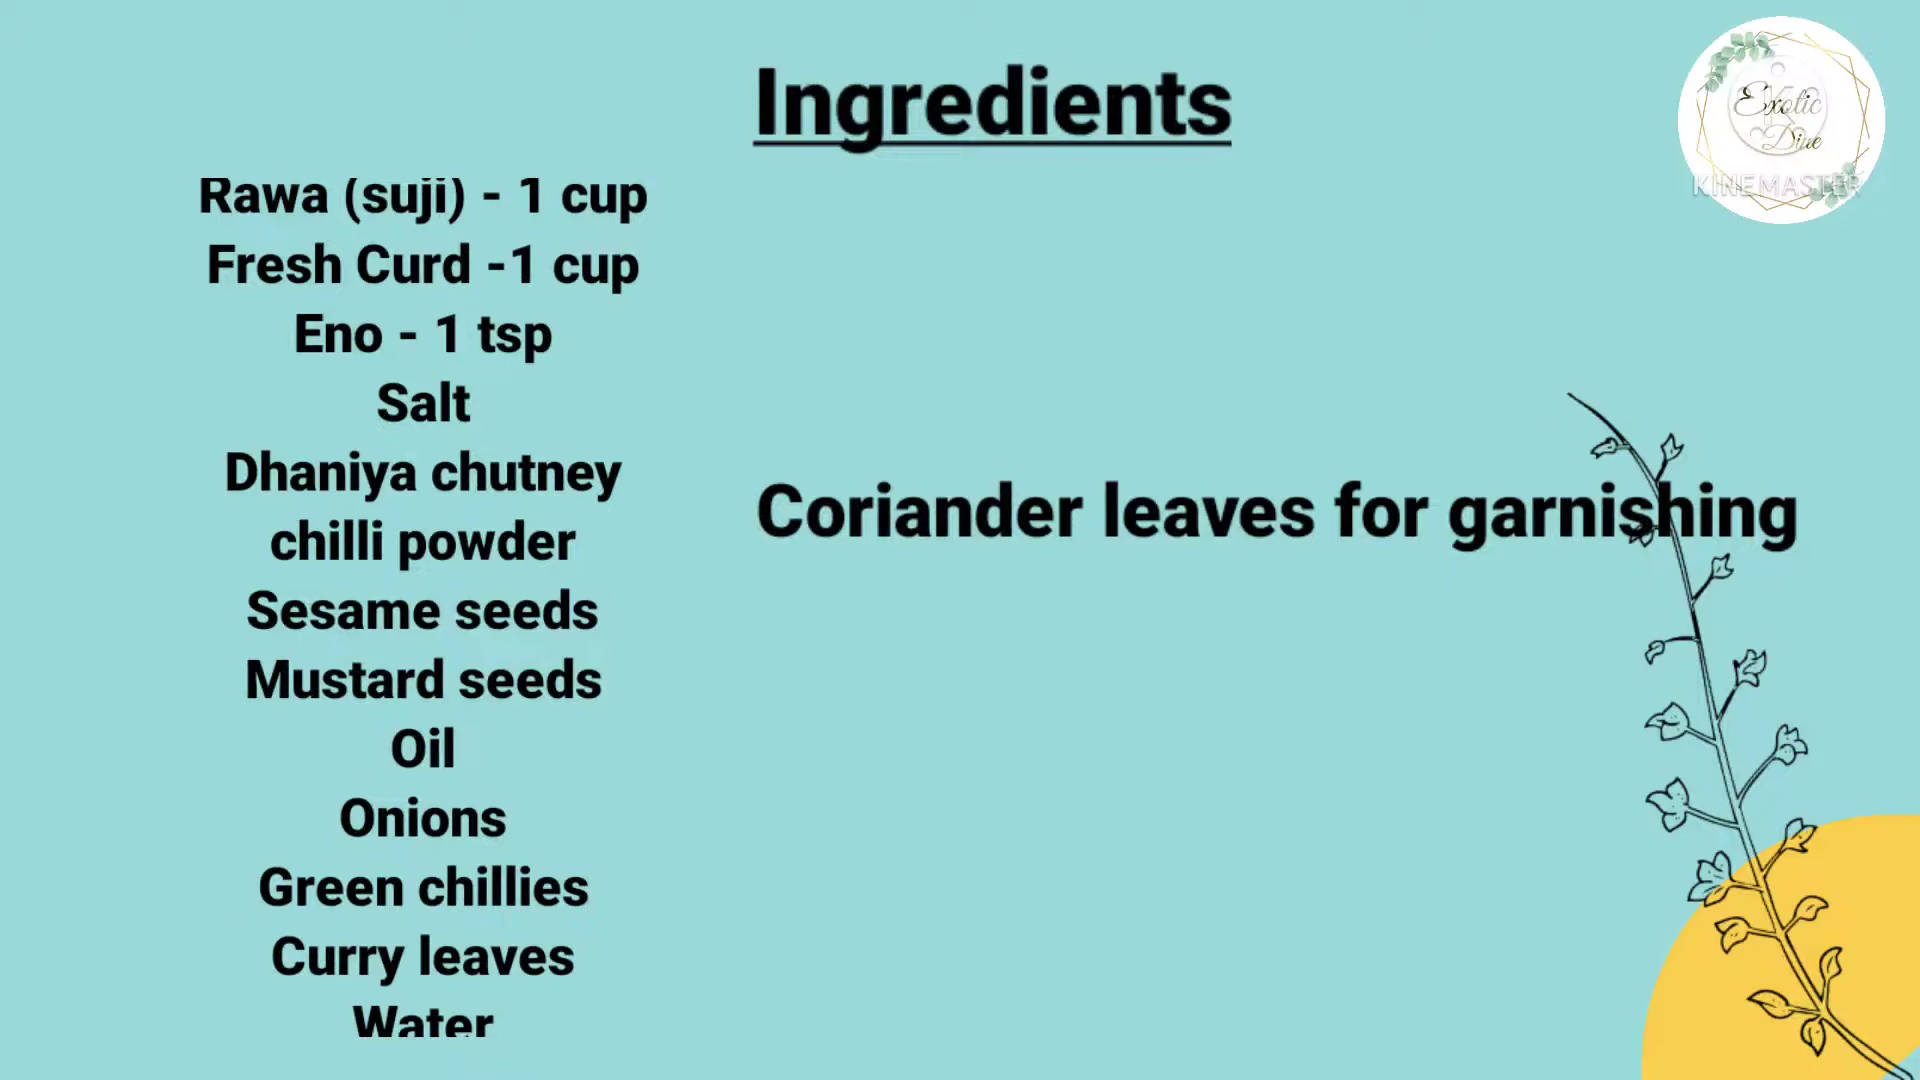 Ingredients
Rawa (suji) - 1 cup
Fresh Curd -1 cup
Eno - 1 tsp
Salt
Dhaniya chutney
chilli powder
Sesame seeds
Mustard seeds
Oil
Onions
Green chillies
Curry leaves
Water
Coriander leaves for garnishing
Exotic
Dine
KINEMASTER